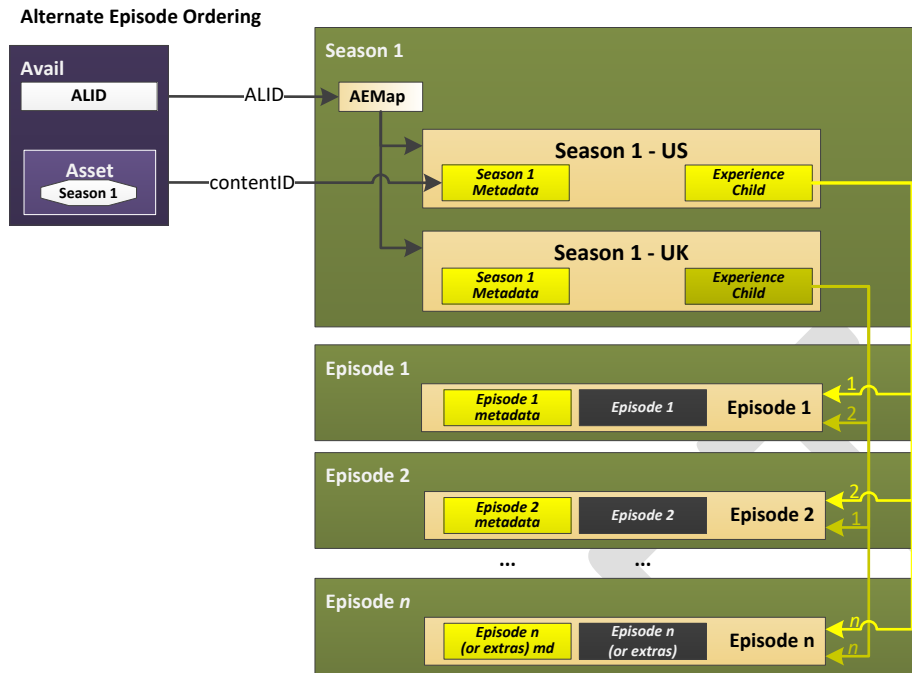 Alternate Episode Ordering
Avail
ALID
Asset
Season 1
ALID
contentID
Season 1
AEMap
Season 1 - US
Season 1
Metadata
Experience
Child
Season 1 - UK
Season 1
Metadata
Experience
Child
Episode 1
Episode 1
metadata
Episode 1
Episode 1
1
2
Episode 2
Episode 2
metadata
Episode 2
Episode 2
2
1
... ...
Episode n
Episode n
(or extras) md
Episode n
(or extras)
Episode n
n
n